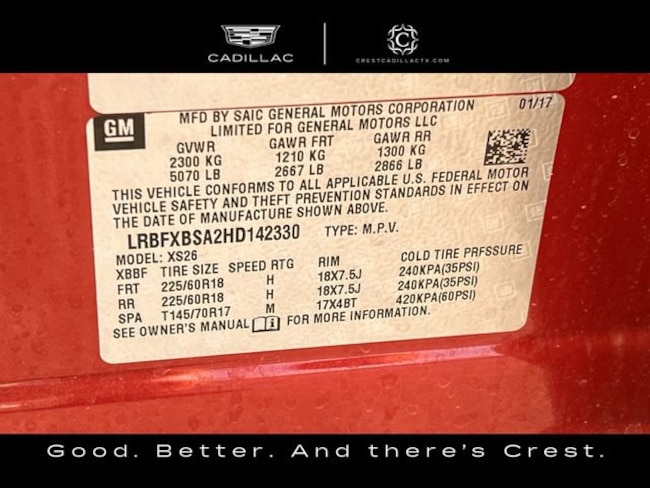 CADILLAC
CRESTCADILLACTX.COM
GM
MFD BY SAIC GENERAL MOTORS CORPORATION 01/17
LIMITED FOR GENERAL MOTORS LLC
GVWR GAWR FRT GAWR RR
2300 KG 1210 KG 1300 KG
5070 LB 2667 LB 2866 LB
THIS VEHICLE CONFORMS TO ALL APPLICABLE U.S. FEDERAL MOTOR
VEHICLE SAFETY AND THEFT PREVENTION STANDARDS IN EFFECT ON
THE DATE OF MANUFACTURE SHOWN ABOVE.
LRBFXBSA2HD142330 TYPE: M.P.V.
MODEL: XS26
XBBF TIRE SIZE SPEED RTG RIM COLD TIRE PRFSSURE
FRT 225/60R18 H 18X7.5J 240KPA(35PSI)
RR 225/60R18 H 18X7.5J 240KPA(35PSI)
SPA T145/70R17 M 17X4BT 420KPA(60PSI)
SEE OWNER'S MANUAL FOR MORE INFORMATION.
Good. Better. And there's Crest.